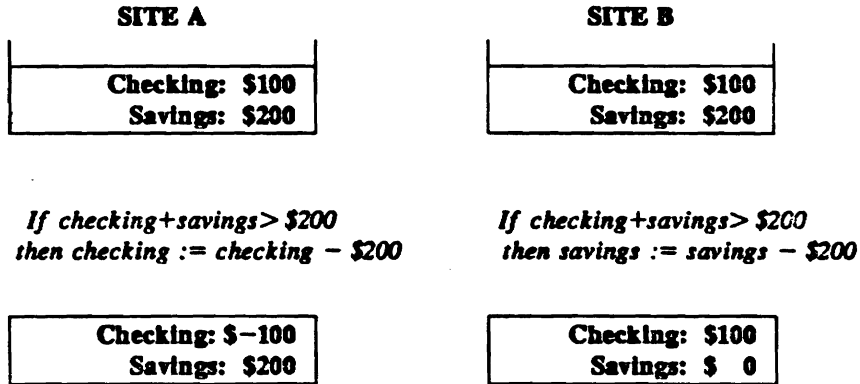 SITE A
Checking: $100
Savings: $200
If checking+savings> $200
then checking := checking − $200
Checking: $−100
Savings: $200
SITE B
Checking: $100
Savings: $200
If checking+savings> $200
then savings := savings − $200
Checking: $100
Savings: $ 0